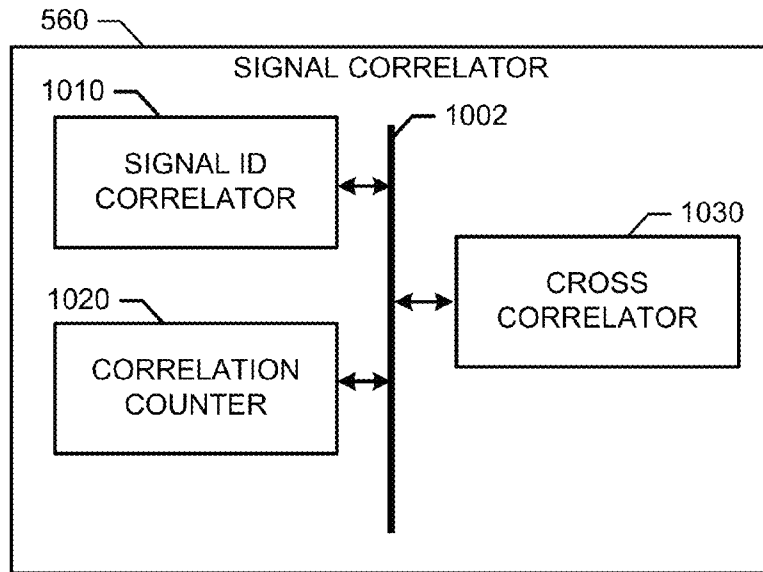 560
SIGNAL CORRELATOR
1010
SIGNAL ID
CORRELATOR
1002
1030
CROSS
CORRELATOR
1020
CORRELATION
COUNTER